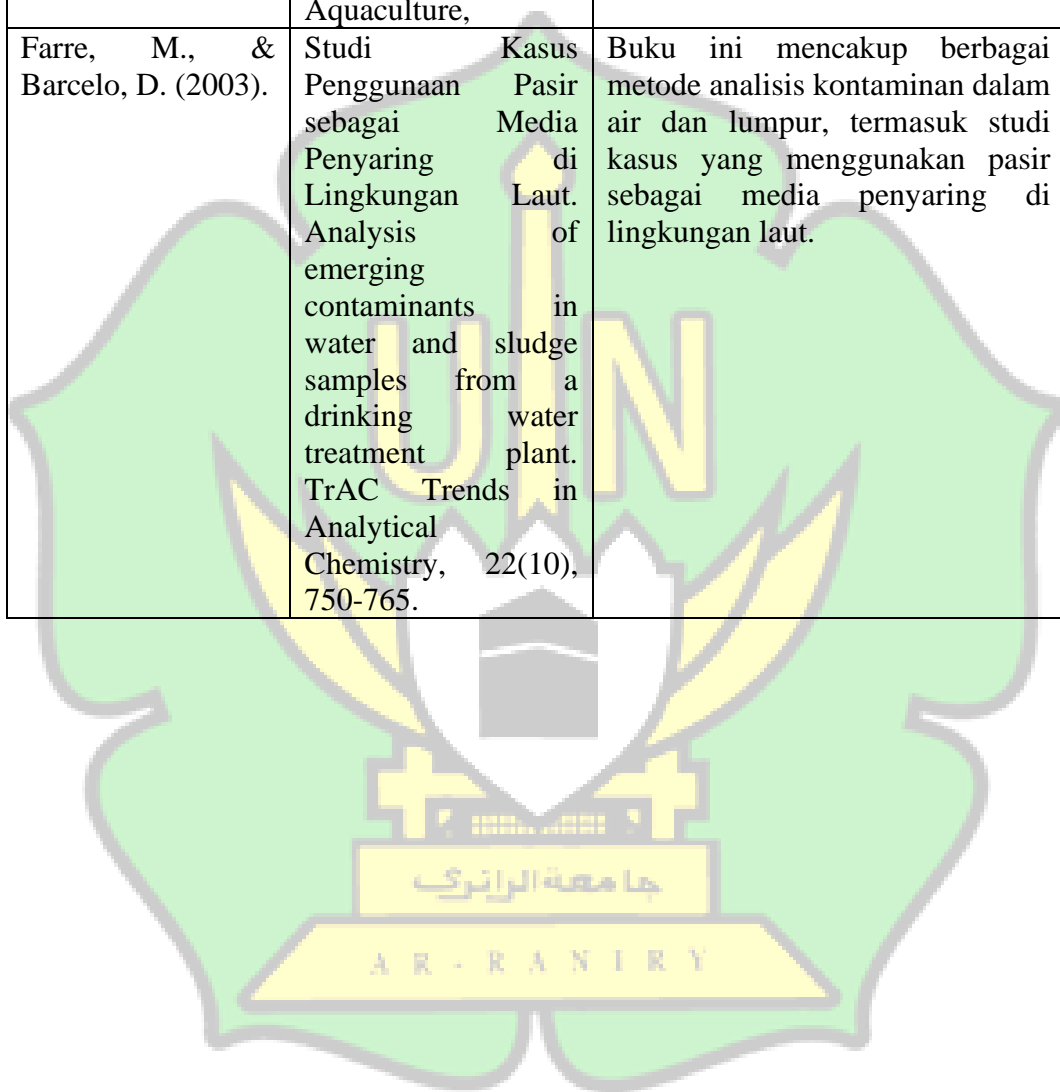 Aquaculture,
Farre, M., &
Barcelo, D. (2003).
Studi Kasus
Penggunaan Pasir
sebagai Media
Penyaring di
Lingkungan Laut.
Analysis of
emerging
contaminants in
water and sludge
samples from a
drinking water
treatment plant.
TrAC Trends in
Analytical
Chemistry, 22(10),
750-765.
Buku ini mencakup berbagai
metode analisis kontaminan dalam
air dan lumpur, termasuk studi
kasus yang menggunakan pasir
sebagai media penyaring di
lingkungan laut.
UIN
جامعة الرانري
AR-RANIRY